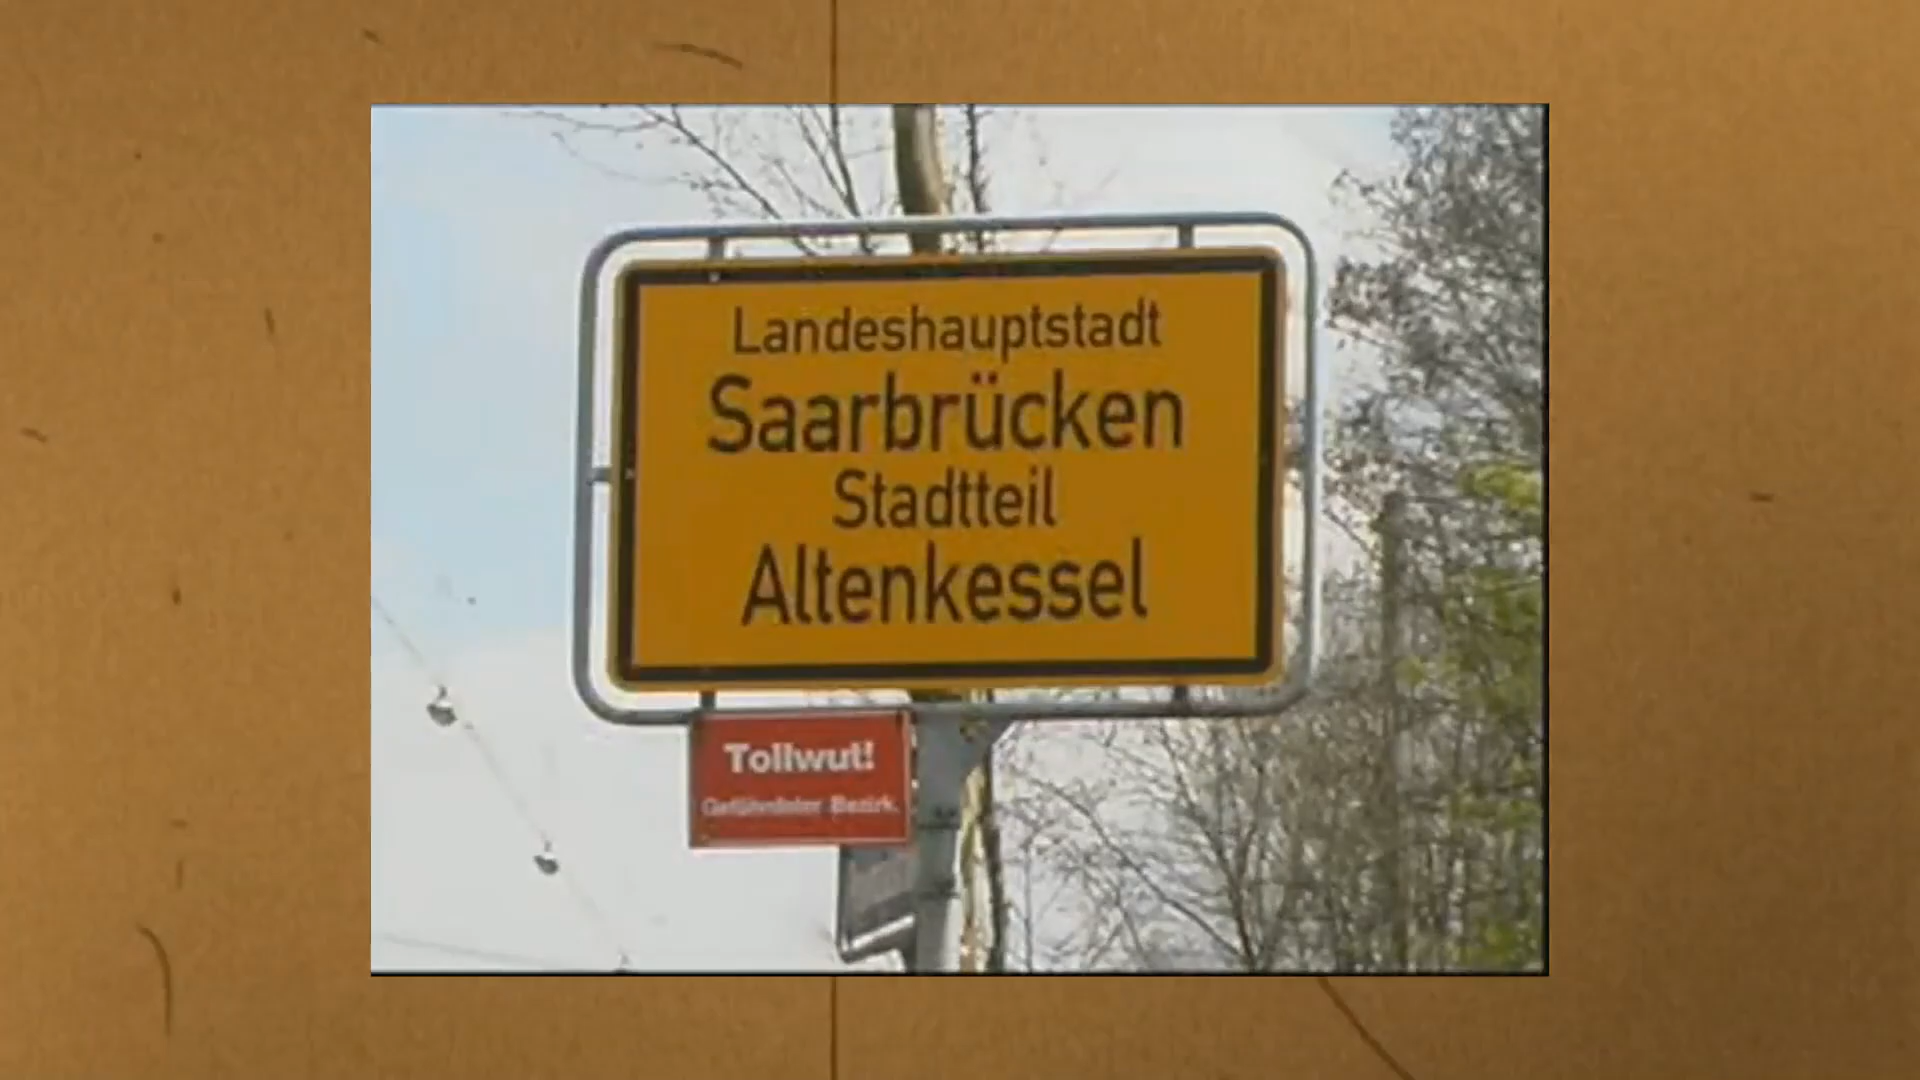 Landeshauptstadt
Saarbrücken
Stadtteil
Altenkessel
Tollwut!
Gefährdeter Bezirk